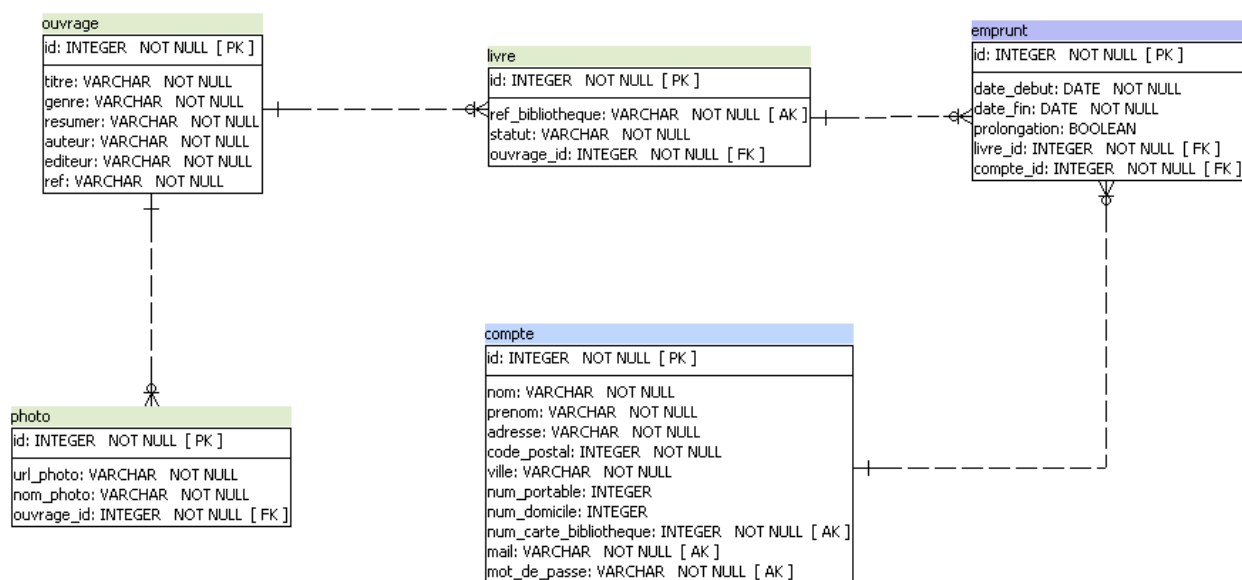 ouvrage
id: INTEGER NOT NULL [ PK ]
titre: VARCHAR NOT NULL
genre: VARCHAR NOT NULL
resumer: VARCHAR NOT NULL
auteur: VARCHAR NOT NULL
editeur: VARCHAR NOT NULL
ref: VARCHAR NOT NULL
livre
id: INTEGER NOT NULL [ PK ]
ref_bibliotheque: VARCHAR NOT NULL [ AK ]
statut: VARCHAR NOT NULL
ouvrage_id: INTEGER NOT NULL [ FK ]
emprunt
id: INTEGER NOT NULL [ PK ]
date_debut: DATE NOT NULL
date_fin: DATE NOT NULL
prolongation: BOOLEAN
livre_id: INTEGER NOT NULL [ FK ]
compte_id: INTEGER NOT NULL [ FK ]
photo
id: INTEGER NOT NULL [ PK ]
url_photo: VARCHAR NOT NULL
nom_photo: VARCHAR NOT NULL
ouvrage_id: INTEGER NOT NULL [ FK ]
compte
id: INTEGER NOT NULL [ PK ]
nom: VARCHAR NOT NULL
prenom: VARCHAR NOT NULL
adresse: VARCHAR NOT NULL
code_postal: INTEGER NOT NULL
ville: VARCHAR NOT NULL
num_portable: INTEGER
num_domicile: INTEGER
num_carte_bibliotheque: INTEGER NOT NULL [ AK ]
mail: VARCHAR NOT NULL [ AK ]
mot_de_passe: VARCHAR NOT NULL [ AK ]